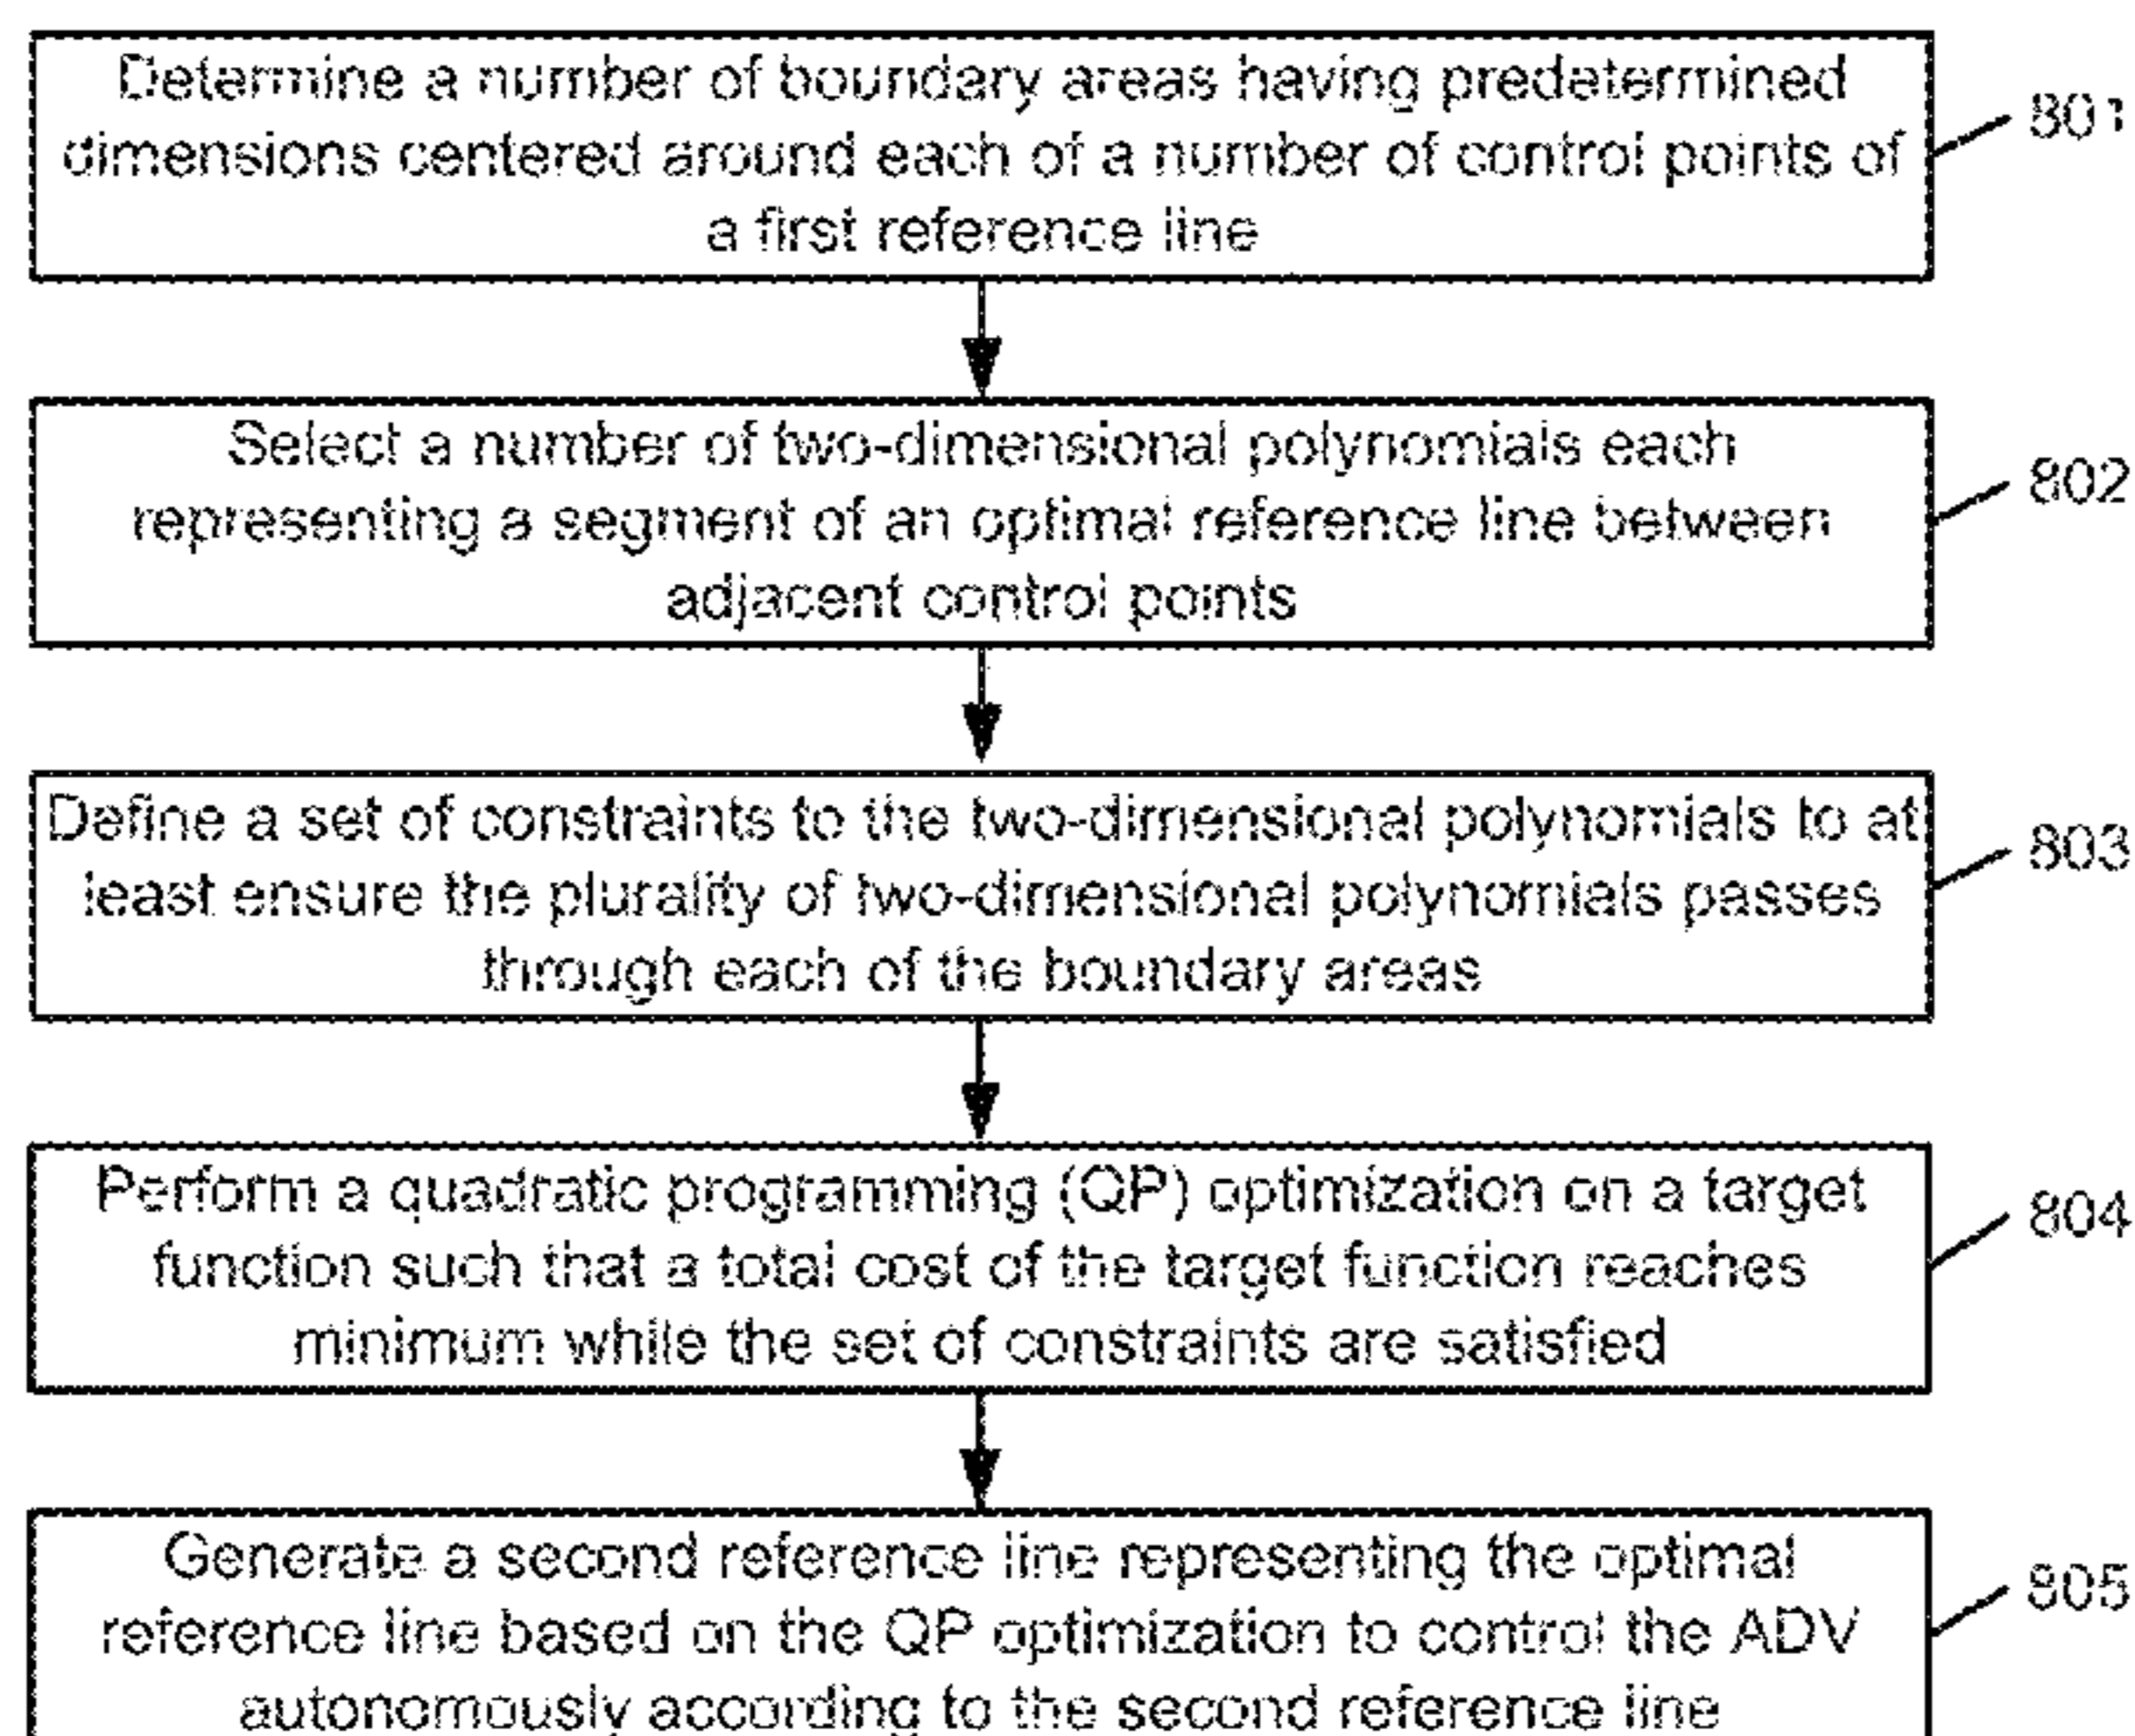 Determine a number of boundary areas having predetermined
dimensions centered around each of a number of control points of
a first reference line
801
Select a number of two-dimensional polynomials each
representing a segment of an optimal reference line between
adjacent control points
802
Define a set of constraints to the two-dimensional polynomials to at
least ensure the plurality of two-dimensional polynomials passes
through each of the boundary areas
803
Perform a quadratic programming (QP) optimization on a target
function such that a total cost of the target function reaches
minimum while the set of constraints are satisfied
804
Generate a second reference line representing the optimal
reference line based on the QP optimization to control the ADV
autonomously according to the second reference line
805